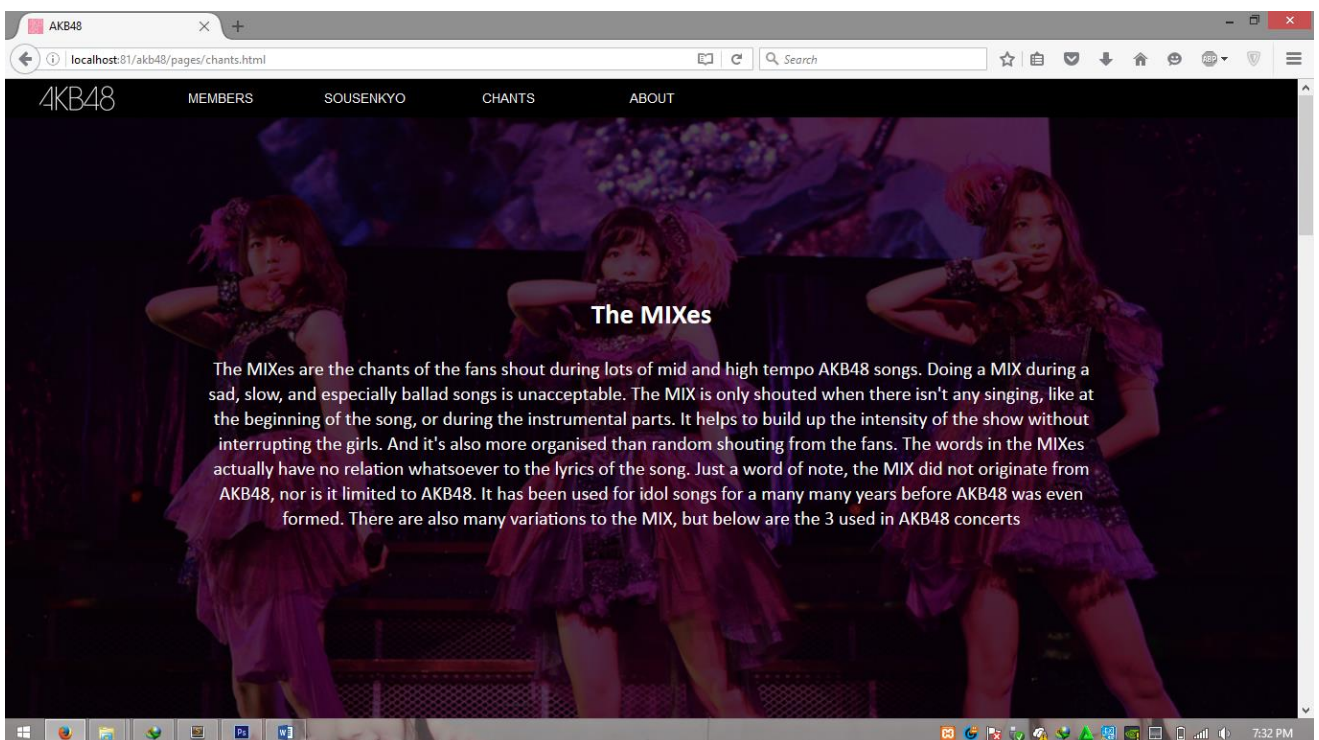 AKB48
localhost:81/akb48/pages/chants.html
Search
ABP
AKB48 MEMBERS SOUSENKYO CHANTS ABOUT
The MIXes
The MIXes are the chants of the fans shout during lots of mid and high tempo AKB48 songs. Doing a MIX during a
sad, slow, and especially ballad songs is unacceptable. The MIX is only shouted when there isn't any singing, like at
the beginning of the song, or during the instrumental parts. It helps to build up the intensity of the show without
interrupting the girls. And it's also more organised than random shouting from the fans. The words in the MIXes
actually have no relation whatsoever to the lyrics of the song. Just a word of note, the MIX did not originate from
AKB48, nor is it limited to AKB48. It has been used for idol songs for a many many years before AKB48 was even
formed. There are also many variations to the MIX, but below are the 3 used in AKB48 concerts
Ps
7:32 PM